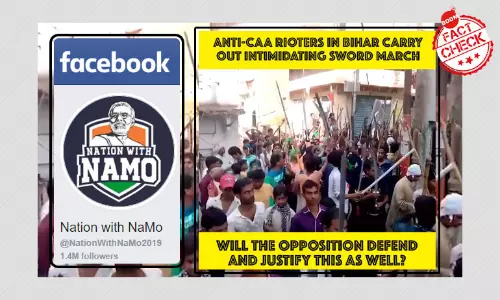 facebook
NATION WITH
NAMO
Nation with NaMo
@NationWithNaMo2019
1.4M followers
ANTI-CAA RIOTERS IN BIHAR CARRY
OUT INTIMIDATING SWORD MARCH
WILL THE OPPOSITION DEFEND
AND JUSTIFY THIS AS WELL?
BOOM
FACT
CHECK